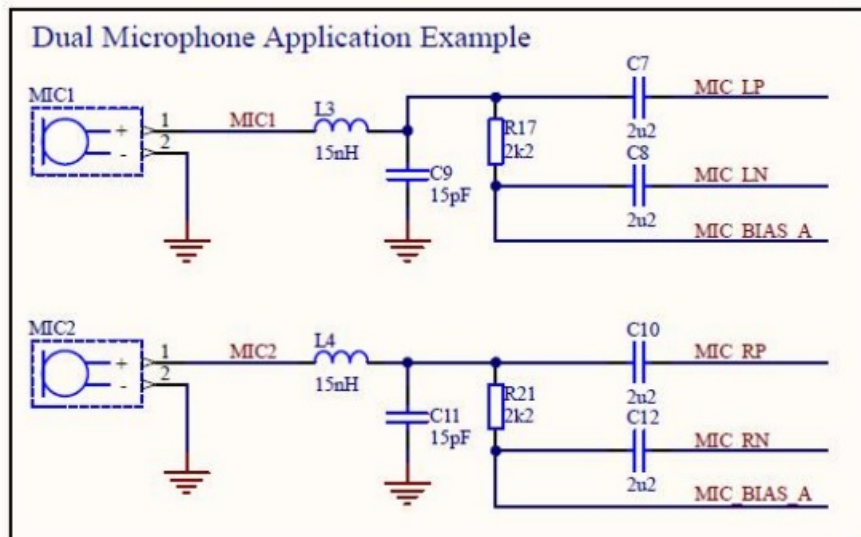 Dual Microphone Application Example
MIC1
+ 1
- 2
MIC1
L3
15nH
C9
15pF
R17
2k2
C7
2u2
MIC_LP
C8
2u2
MIC_LN
MIC_BIAS_A
MIC2
+ 1
- 2
MIC2
L4
15nH
C11
15pF
R21
2k2
C10
2u2
MIC_RP
C12
2u2
MIC_RN
MIC_BIAS_A